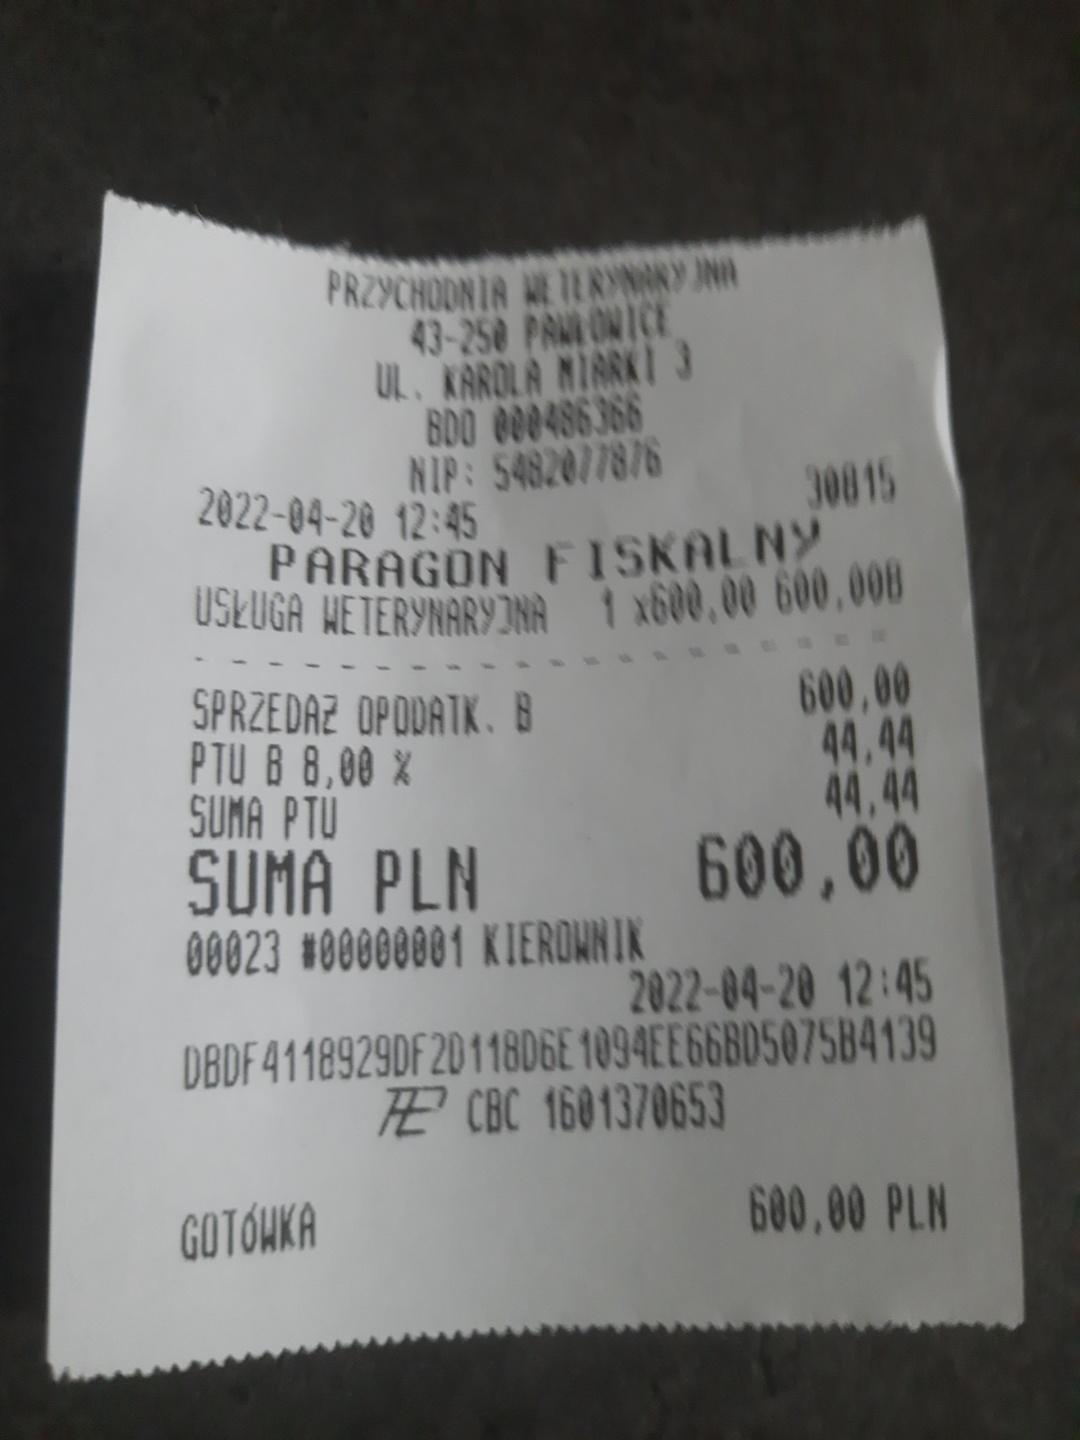 PRZYCHODNIA WETERYNARYJNA
43-250 PAWŁOWICE
UL. KAROLA MIARKI 3
BDO 000486366
NIP: 5482077876
2022-04-20 12:45 30815
PARAGON FISKALNY
USŁUGA WETERYNARYJNA 1 x600,00 600,00B
SPRZEDAŻ OPODATK. B 600,00
PTU B 8,00 % 44,44
SUMA PTU 44,44
SUMA PLN 600,00
00023 #00000001 KIEROWNIK
2022-04-20 12:45
DBDF4118929DF2D118D6E1094EE66BD5075B4139
CBC 1601370653
GOTÓWKA 600,00 PLN